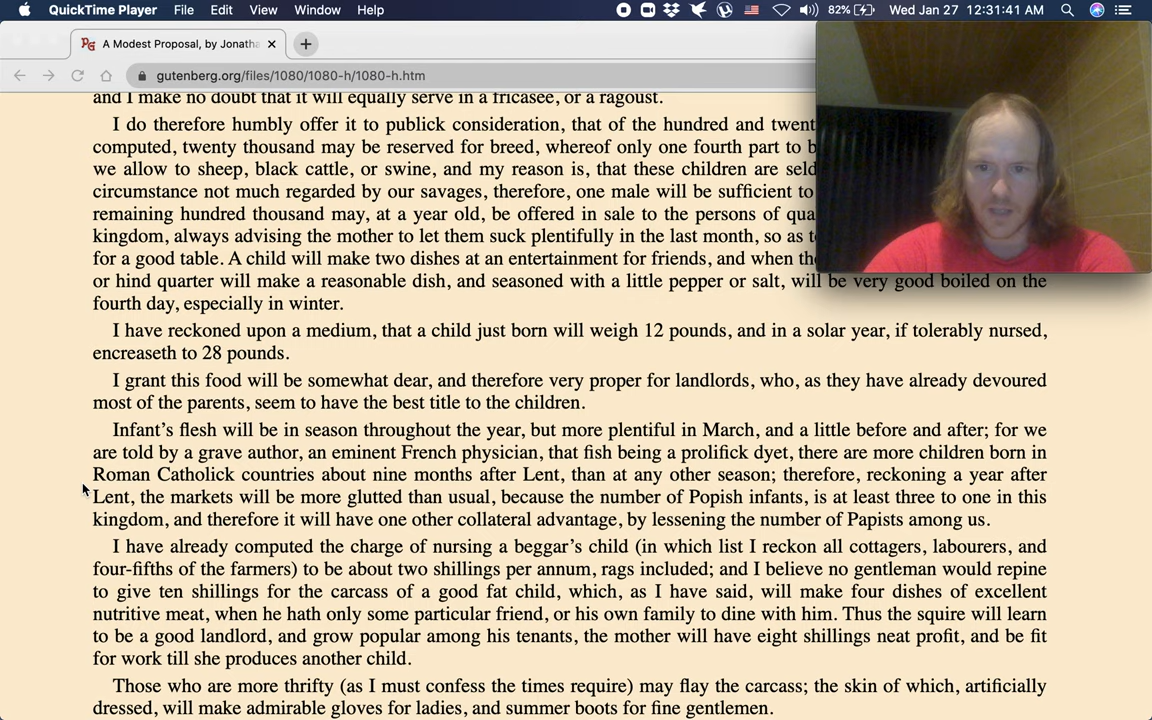 QuickTime Player File Edit View Window Help 82% Wed Jan 27 12:31:41 AM
A Modest Proposal, by Jonath
gutenberg.org/files/1080/1080-h/1080-h.htm
and I make no doubt that it will equally serve in a fricasee, or a ragoust.
I do therefore humbly offer it to publick consideration, that of the hundred and twent
computed, twenty thousand may be reserved for breed, whereof only one fourth part to b
we allow to sheep, black cattle, or swine, and my reason is, that these children are seld
circumstance not much regarded by our savages, therefore, one male will be sufficient to
remaining hundred thousand may, at a year old, be offered in sale to the persons of qua
kingdom, always advising the mother to let them suck plentifully in the last month, so as t
for a good table. A child will make two dishes at an entertainment for friends, and when the
or hind quarter will make a reasonable dish, and seasoned with a little pepper or salt, will be very good boiled on the
fourth day, especially in winter.
I have reckoned upon a medium, that a child just born will weigh 12 pounds, and in a solar year, if tolerably nursed,
encreaseth to 28 pounds.
I grant this food will be somewhat dear, and therefore very proper for landlords, who, as they have already devoured
most of the parents, seem to have the best title to the children.
Infant’s flesh will be in season throughout the year, but more plentiful in March, and a little before and after; for we
are told by a grave author, an eminent French physician, that fish being a prolifick dyet, there are more children born in
Roman Catholick countries about nine months after Lent, than at any other season; therefore, reckoning a year after
Lent, the markets will be more glutted than usual, because the number of Popish infants, is at least three to one in this
kingdom, and therefore it will have one other collateral advantage, by lessening the number of Papists among us.
I have already computed the charge of nursing a beggar’s child (in which list I reckon all cottagers, labourers, and
four-fifths of the farmers) to be about two shillings per annum, rags included; and I believe no gentleman would repine
to give ten shillings for the carcass of a good fat child, which, as I have said, will make four dishes of excellent
nutritive meat, when he hath only some particular friend, or his own family to dine with him. Thus the squire will learn
to be a good landlord, and grow popular among his tenants, the mother will have eight shillings neat profit, and be fit
for work till she produces another child.
Those who are more thrifty (as I must confess the times require) may flay the carcass; the skin of which, artificially
dressed, will make admirable gloves for ladies, and summer boots for fine gentlemen.